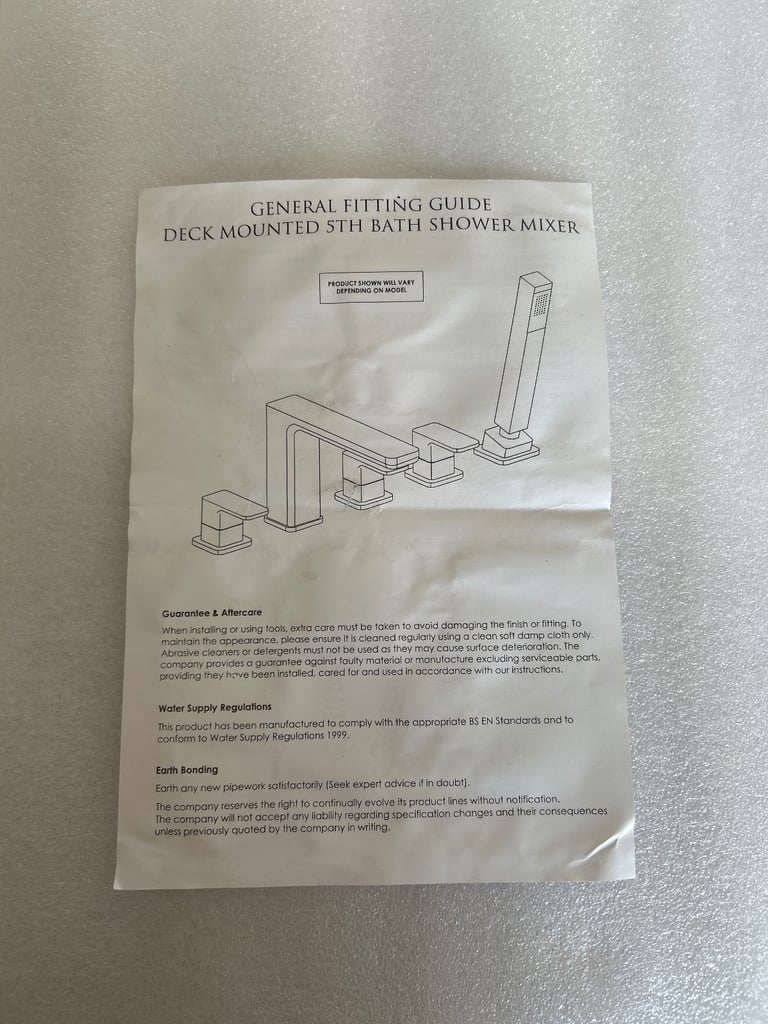 GENERAL FITTING GUIDE
DECK MOUNTED 5TH BATH SHOWER MIXER
PRODUCT SHOWN WILL VARY
DEPENDING ON MODEL
Guarantee & Aftercare
When installing or using tools, extra care must be taken to avoid damaging the finish or fitting. To
maintain the appearance, please ensure it is cleaned regularly using a clean soft damp cloth only.
Abrasive cleaners or detergents must not be used as they may cause surface deterioration. The
company provides a guarantee against faulty material or manufacture excluding serviceable parts,
providing they have been installed, cared for and used in accordance with our instructions.
Water Supply Regulations
This product has been manufactured to comply with the appropriate BS EN Standards and to
conform to Water Supply Regulations 1999.
Earth Bonding
Earth any new pipework satisfactorily (Seek expert advice if in doubt).
The company reserves the right to continually evolve its product lines without notification.
The company will not accept any liability regarding specification changes and their consequences
unless previously quoted by the company in writing.